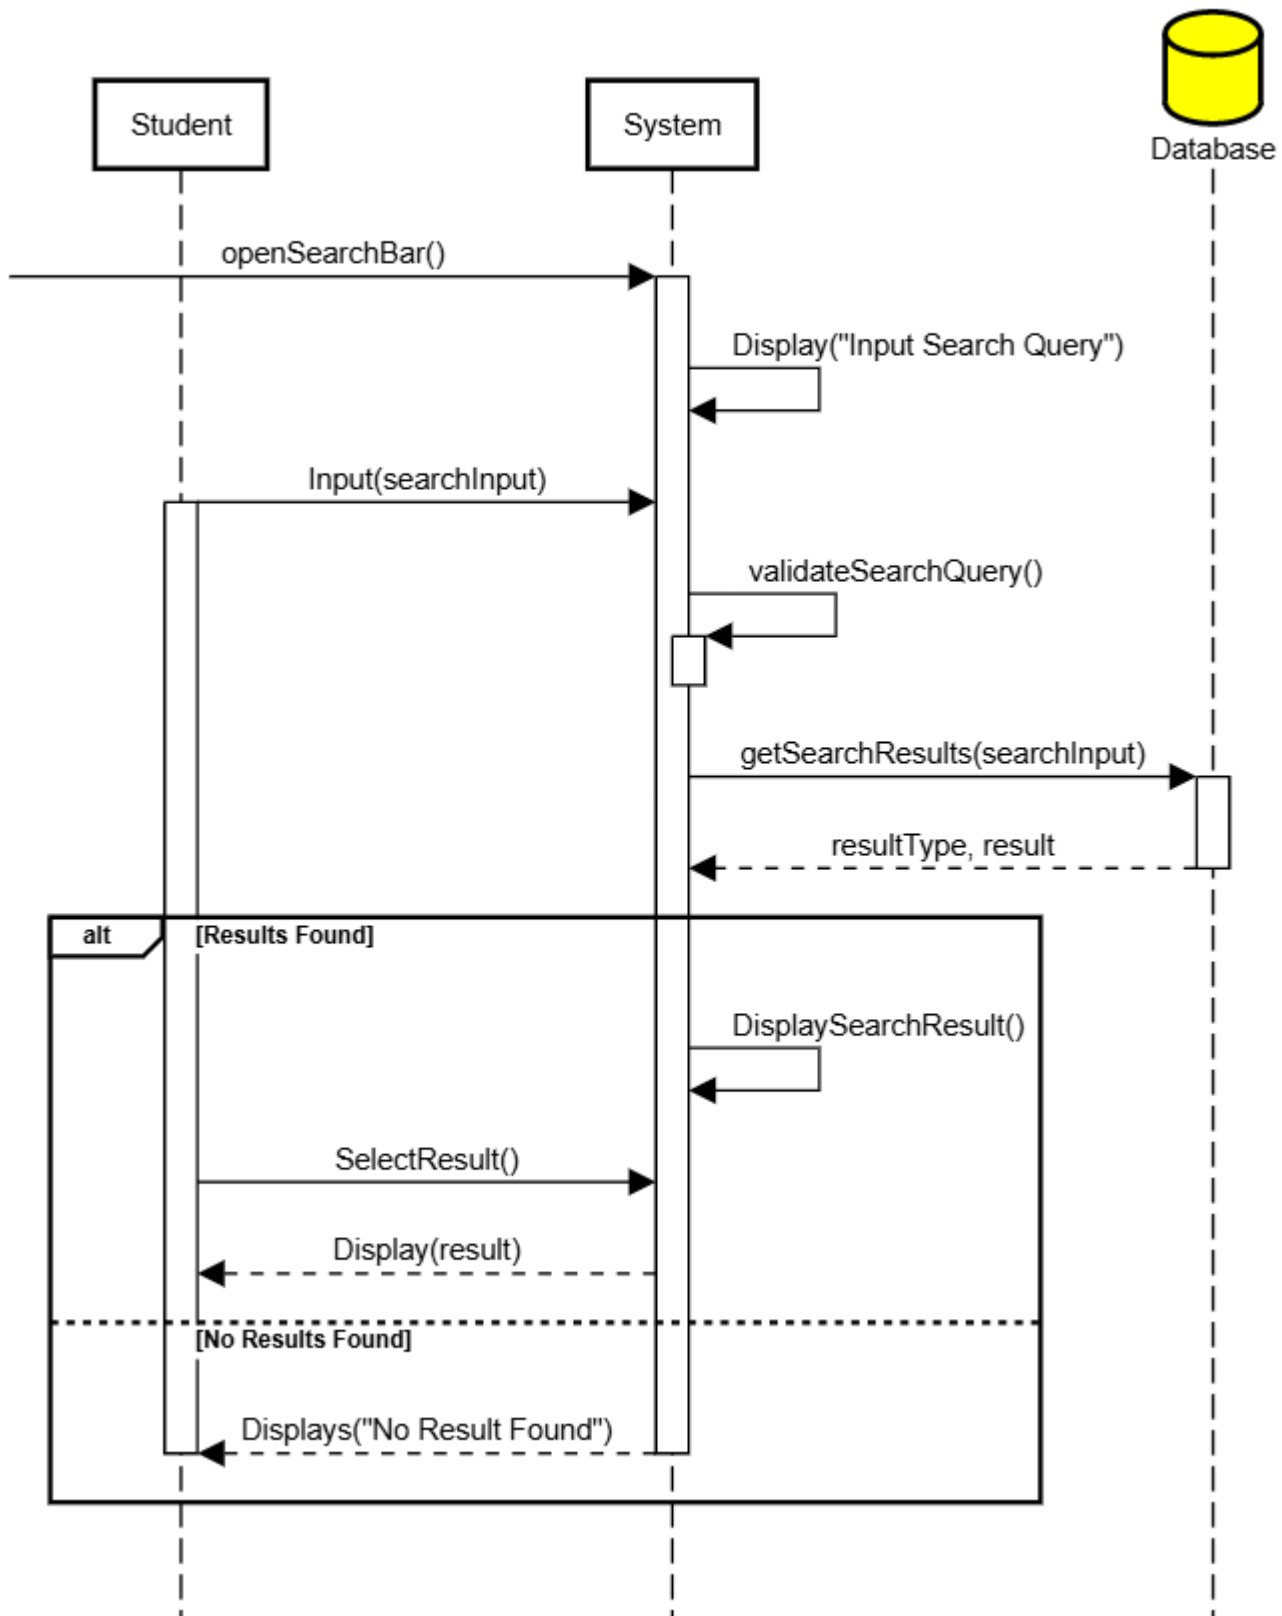 Student
System
Database
openSearchBar()
Display("Input Search Query")
Input(searchInput)
validateSearchQuery()
getSearchResults(searchInput)
resultType, result
alt
[Results Found]
DisplaySearchResult()
SelectResult()
Display(result)
[No Results Found]
Displays("No Result Found")